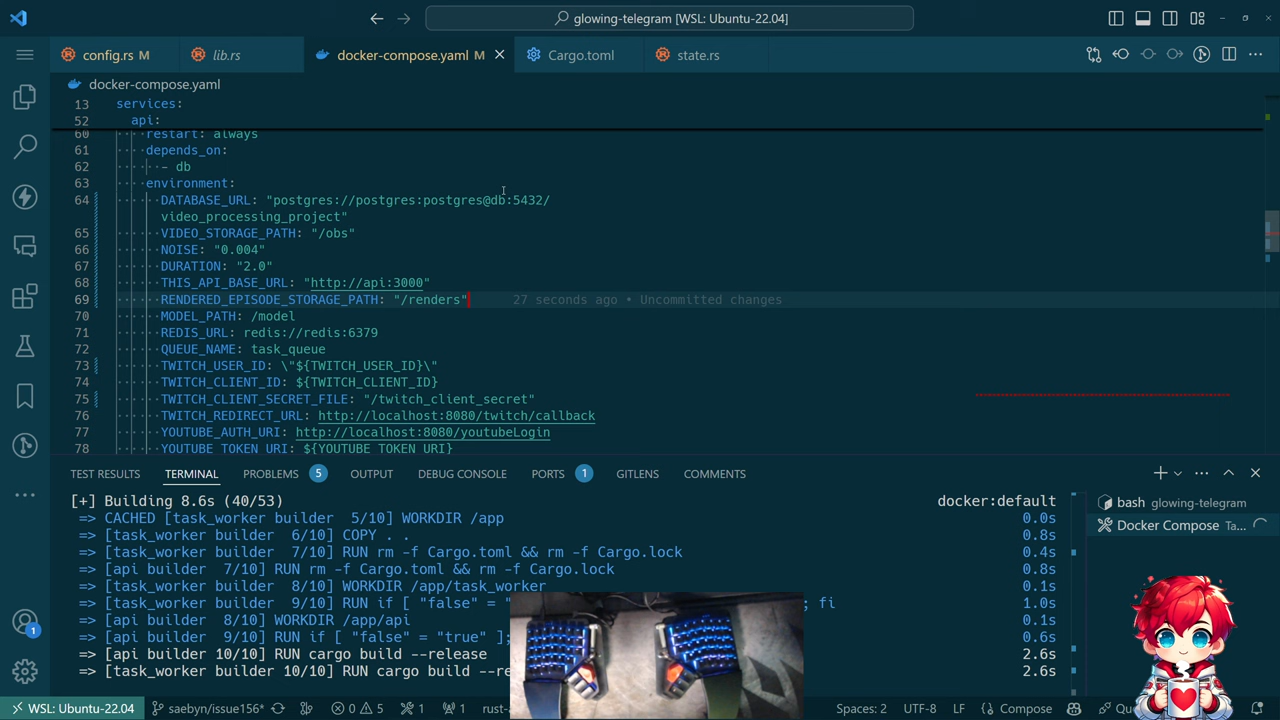 glowing-telegram [WSL: Ubuntu-22.04]
config.rs M
lib.rs
docker-compose.yaml M
Cargo.toml
state.rs
docker-compose.yaml
13 services:
52 api:
60 restart: always
61 depends_on:
62 - db
63 environment:
64 DATABASE_URL: "postgres://postgres:postgres@db:5432/
video_processing_project"
65 VIDEO_STORAGE_PATH: "/obs"
66 NOISE: "0.004"
67 DURATION: "2.0"
68 THIS_API_BASE_URL: "http://api:3000"
69 RENDERED_EPISODE_STORAGE_PATH: "/renders" 27 seconds ago • Uncommitted changes
70 MODEL_PATH: /model
71 REDIS_URL: redis://redis:6379
72 QUEUE_NAME: task_queue
73 TWITCH_USER_ID: \"${TWITCH_USER_ID}\"
74 TWITCH_CLIENT_ID: ${TWITCH_CLIENT_ID}
75 TWITCH_CLIENT_SECRET_FILE: "/twitch_client_secret"
76 TWITCH_REDIRECT_URL: http://localhost:8080/twitch/callback
77 YOUTUBE_AUTH_URI: http://localhost:8080/youtubeLogin
78 YOUTUBE_TOKEN_URI: ${YOUTUBE_TOKEN_URI}
TEST RESULTS TERMINAL PROBLEMS 5 OUTPUT DEBUG CONSOLE PORTS 1 GITLENS COMMENTS
[+] Building 8.6s (40/53) docker:default
=> CACHED [task_worker builder 5/10] WORKDIR /app 0.0s
=> [task_worker builder 6/10] COPY . . 0.8s
=> [task_worker builder 7/10] RUN rm -f Cargo.toml && rm -f Cargo.lock 0.4s
=> [api builder 7/10] RUN rm -f Cargo.toml && rm -f Cargo.lock 0.8s
=> [task_worker builder 8/10] WORKDIR /app/task_worker 0.1s
=> [task_worker builder 9/10] RUN if [ "false" = " ; fi 1.0s
=> [api builder 8/10] WORKDIR /app/api 0.1s
=> [api builder 9/10] RUN if [ "false" = "true" ]; 0.6s
=> [api builder 10/10] RUN cargo build --release 2.6s
=> [task_worker builder 10/10] RUN cargo build --re 2.6s
bash glowing-telegram
Docker Compose Ta...
1
WSL: Ubuntu-22.04 saebyn/issue156* 0 5 1 1 rust- Spaces: 2 UTF-8 LF Compose